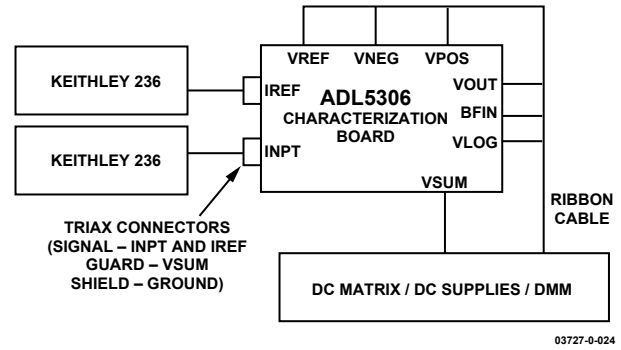 VREF VNEG VPOS
KEITHLEY 236
IREF
ADL5306
CHARACTERIZATION
BOARD
VOUT
BFIN
VLOG
KEITHLEY 236
INPT
VSUM
TRIAX CONNECTORS
(SIGNAL – INPT AND IREF
GUARD – VSUM
SHIELD – GROUND)
RIBBON
CABLE
DC MATRIX / DC SUPPLIES / DMM
03727-0-024